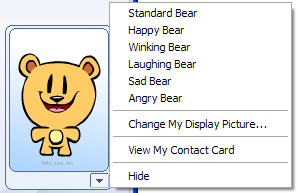 Standard Bear
Happy Bear
Winking Bear
Laughing Bear
Sad Bear
Angry Bear
Change My Display Picture...
View My Contact Card
Hide